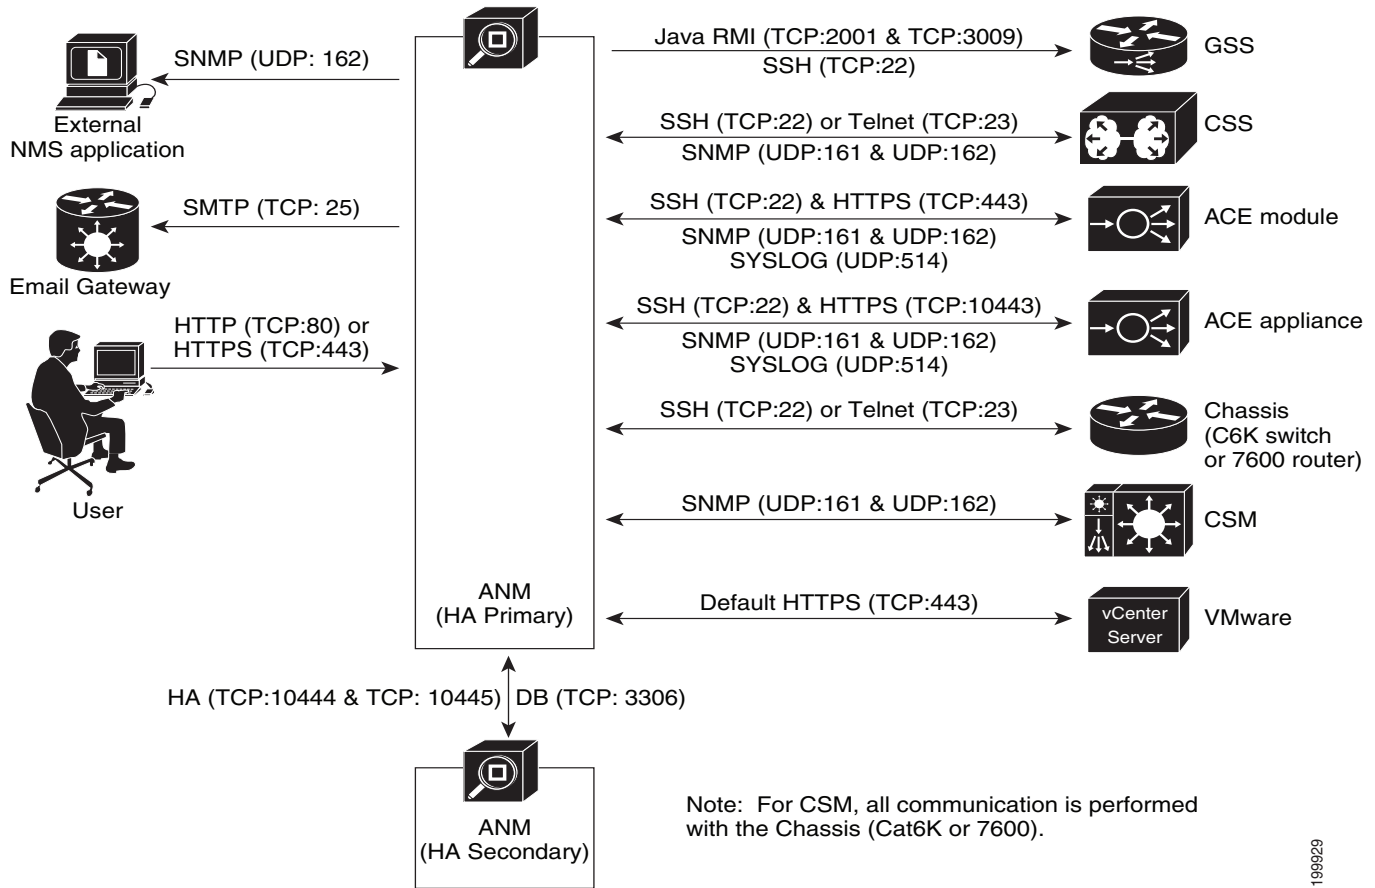 SNMP (UDP: 162)
External
NMS application
SMTP (TCP: 25)
Email Gateway
HTTP (TCP:80) or
HTTPS (TCP:443)
User
ANM
(HA Primary)
Java RMI (TCP:2001 & TCP:3009)
SSH (TCP:22)
GSS
SSH (TCP:22) or Telnet (TCP:23)
SNMP (UDP:161 & UDP:162)
CSS
SSH (TCP:22) & HTTPS (TCP:443)
SNMP (UDP:161 & UDP:162)
SYSLOG (UDP:514)
ACE module
SSH (TCP:22) & HTTPS (TCP:10443)
SNMP (UDP:161 & UDP:162)
SYSLOG (UDP:514)
ACE appliance
SSH (TCP:22) or Telnet (TCP:23)
Chassis
(C6K switch
or 7600 router)
SNMP (UDP:161 & UDP:162)
CSM
Default HTTPS (TCP:443)
vCenter
Server
VMware
HA (TCP:10444 & TCP: 10445)
DB (TCP: 3306)
ANM
(HA Secondary)
Note: For CSM, all communication is performed
with the Chassis (Cat6K or 7600).
199929